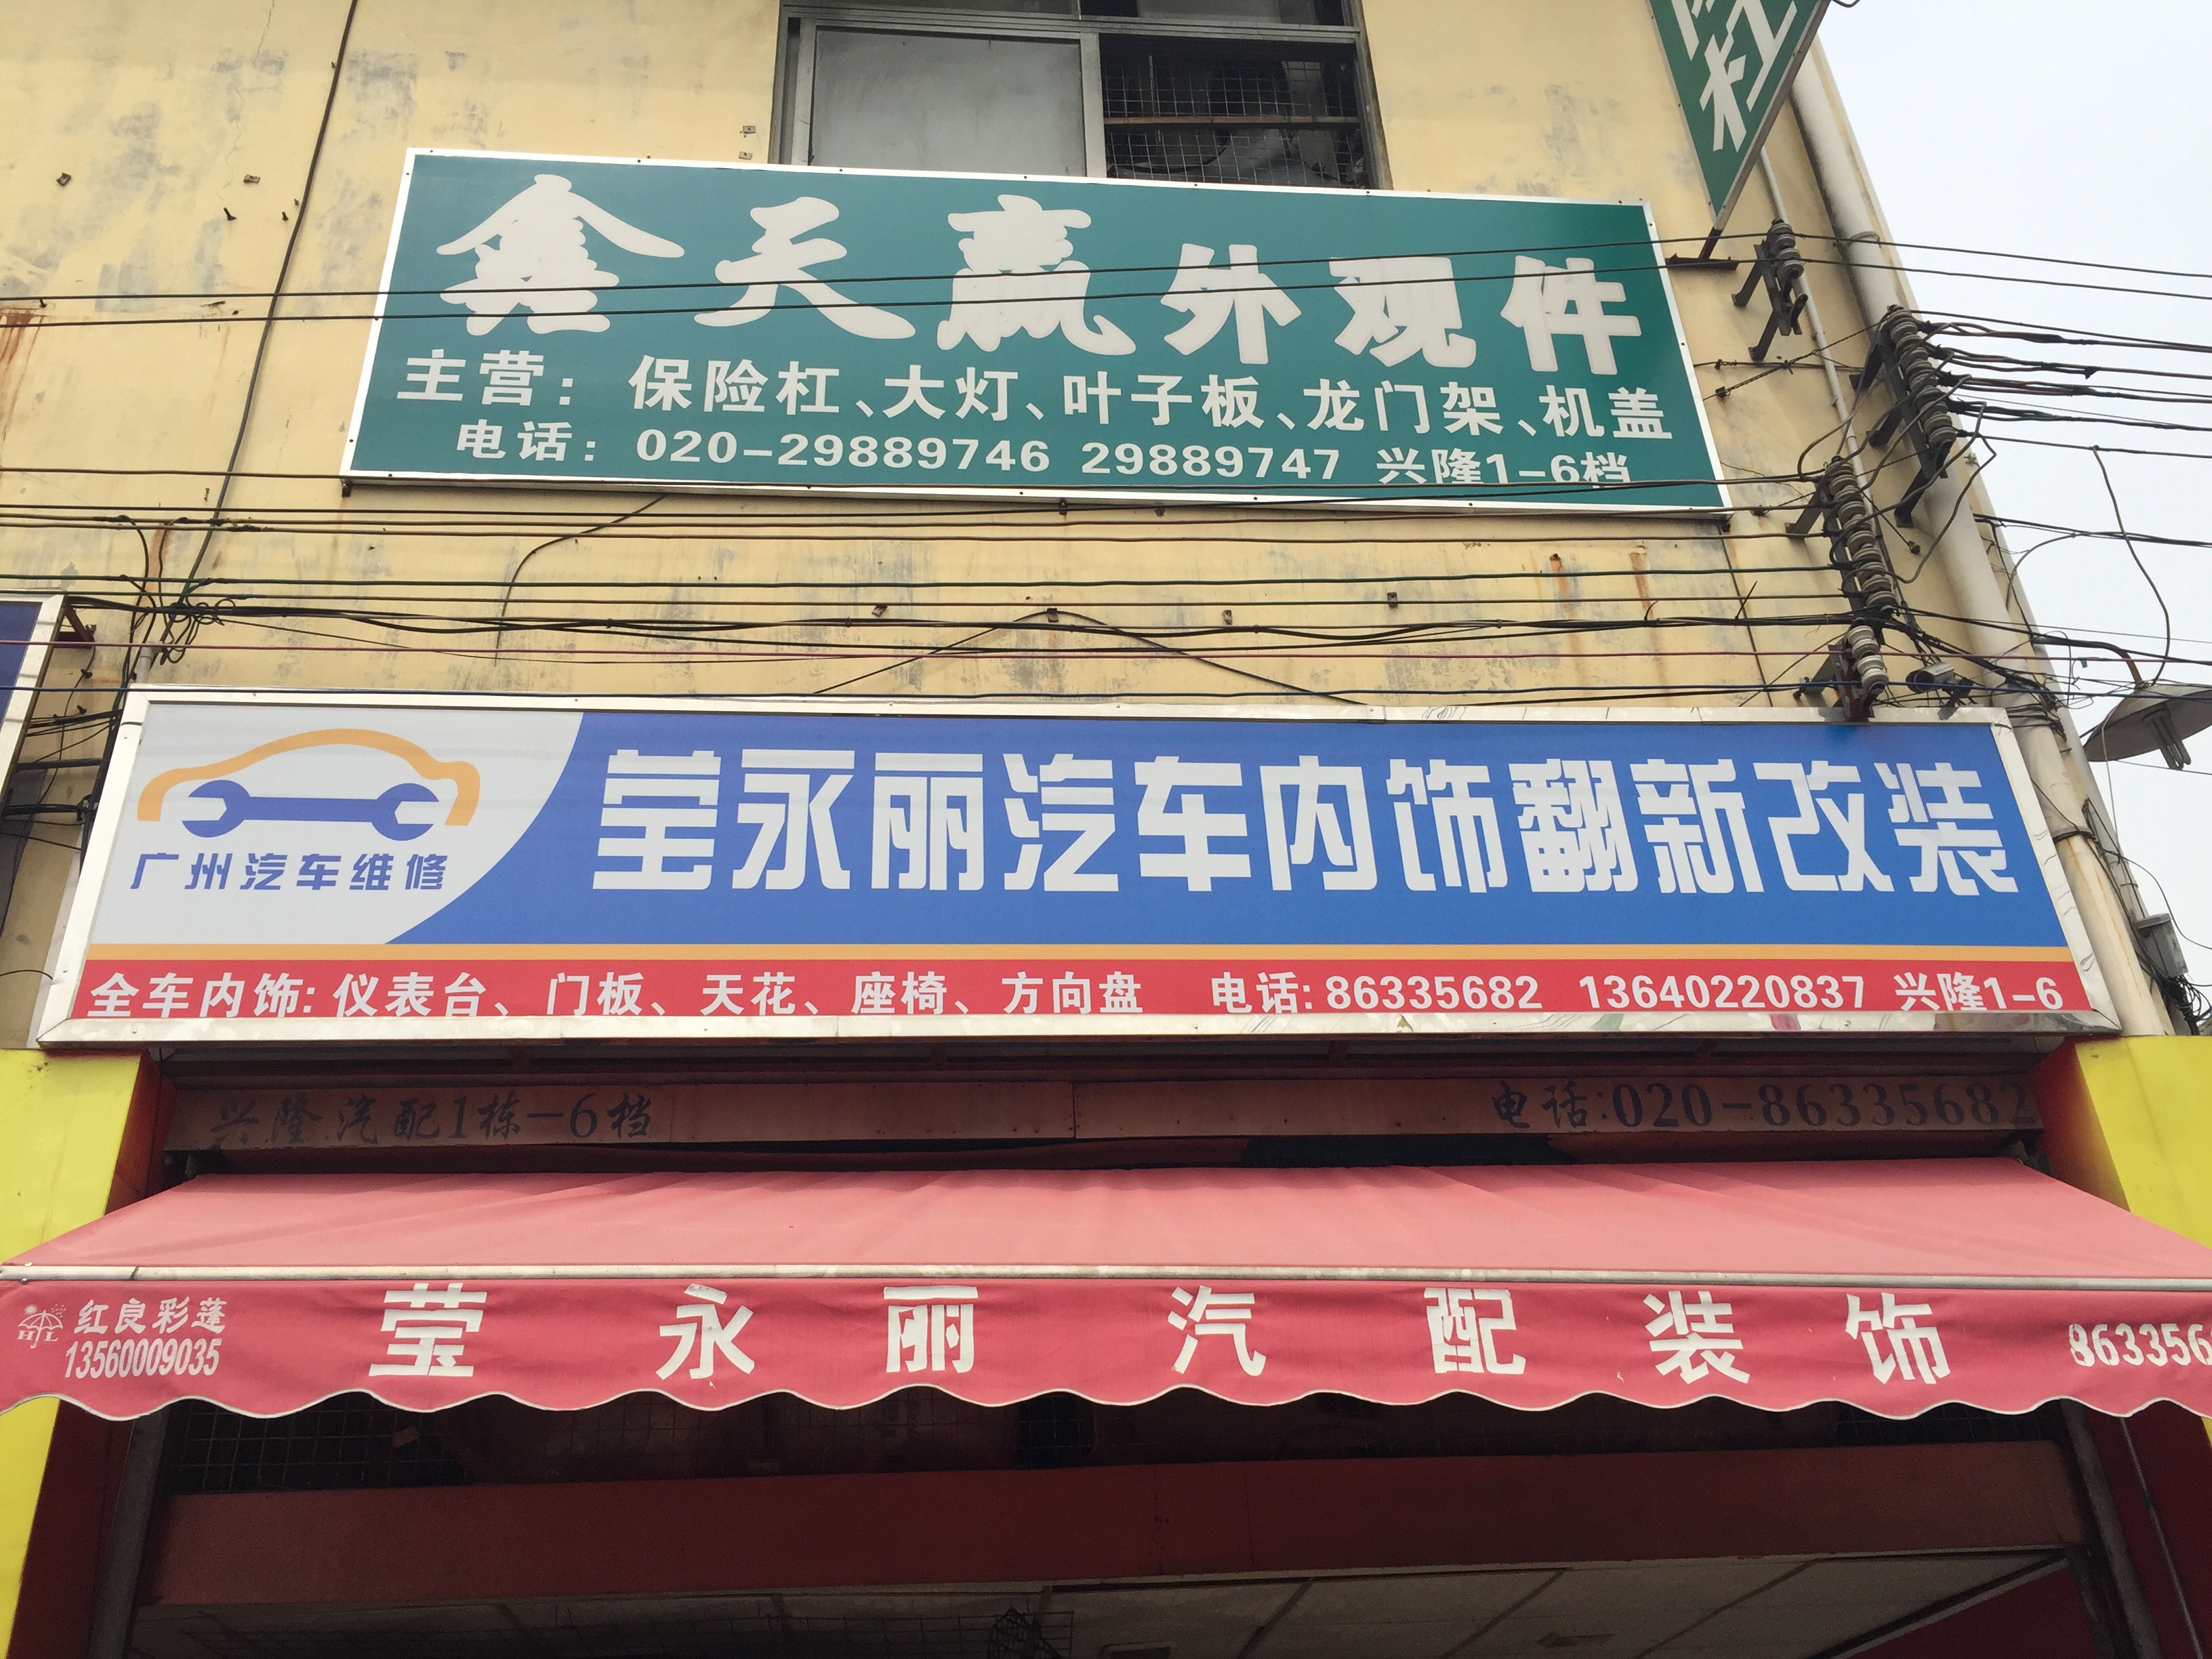 鑫天赢外观件
主营：保险杠、大灯、叶子板、龙门架、机盖
电话：020-29889746 29889747 兴隆1-6档
莹永丽汽车内饰翻新改装
广州汽车维修
全车内饰: 仪表台、门板、天花、座椅、方向盘 电话: 86335682 13640220837 兴隆1-6
兴隆汽配1栋-6档 电话:020-86335682
莹永丽汽配装饰
红良彩蓬
HJL
13560009035
863356